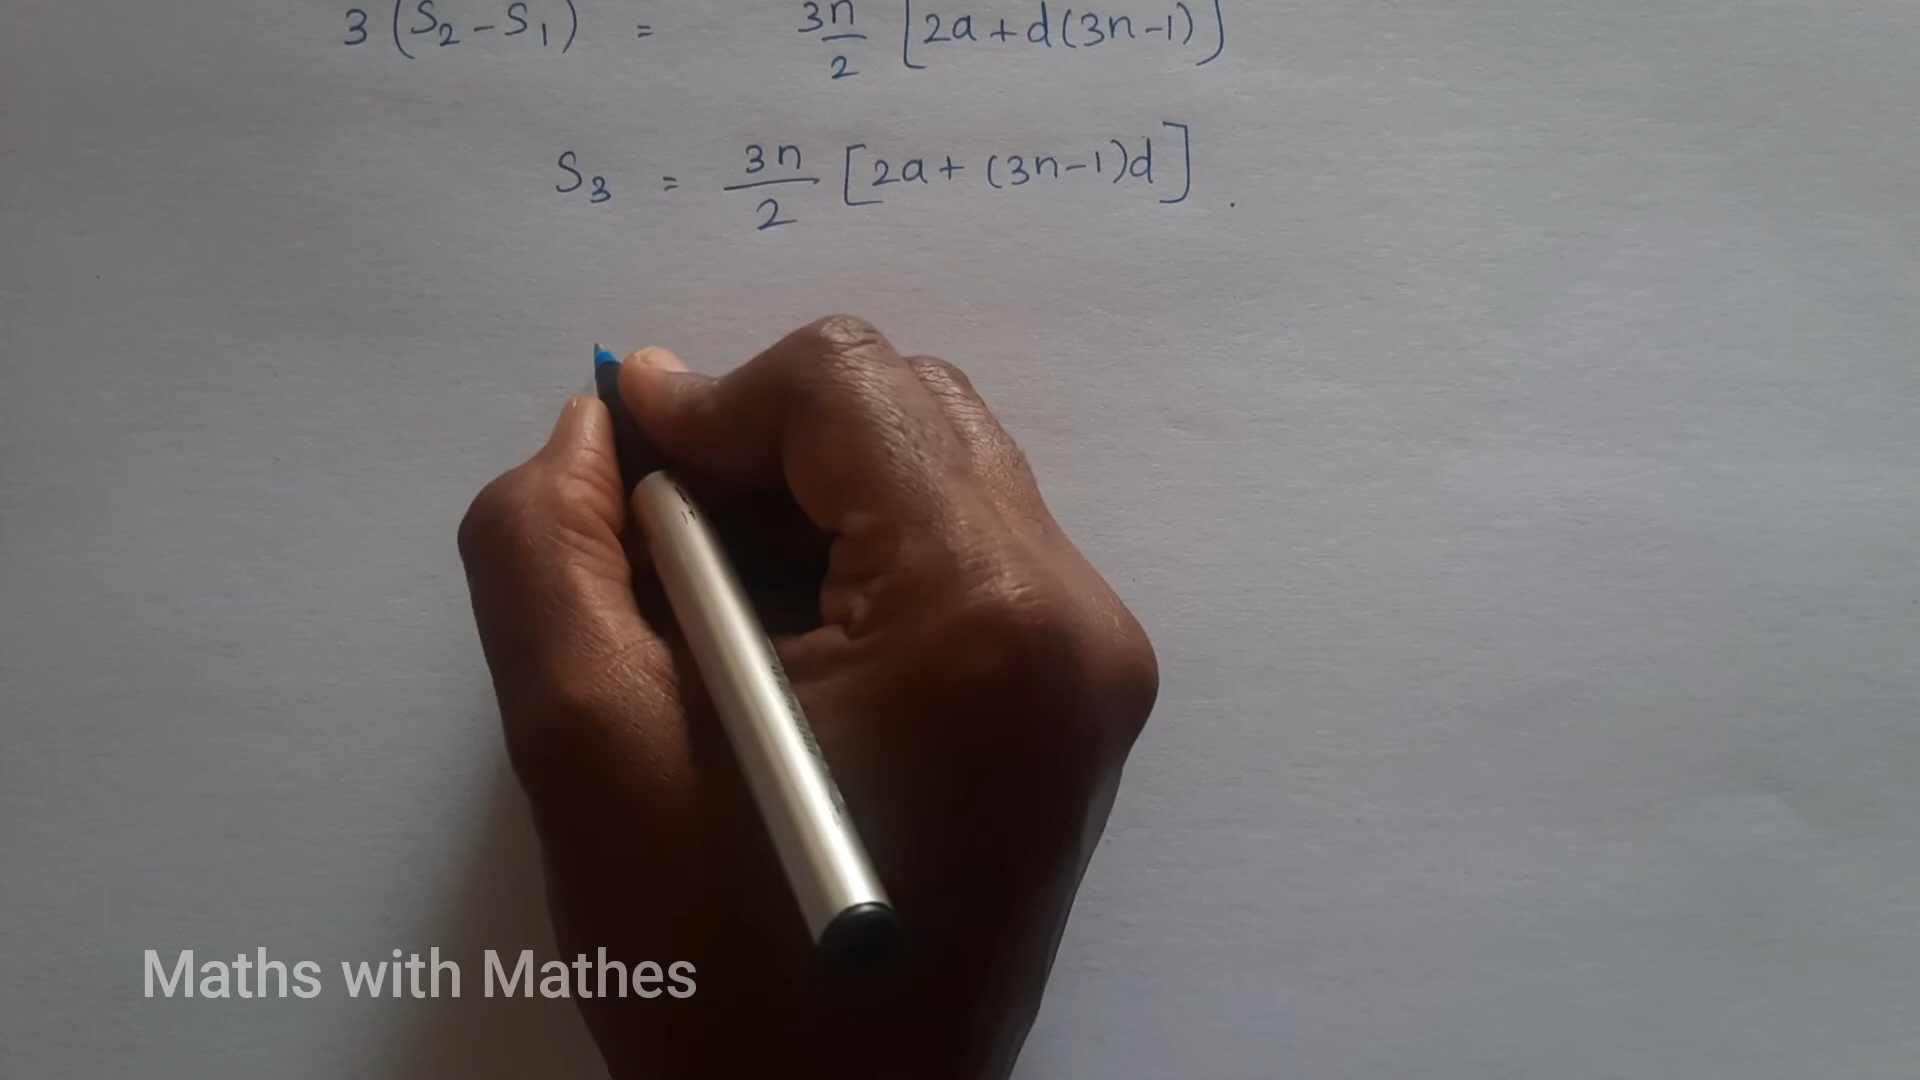 3 (S₂ - S₁) = 3n/2 [2a + d(3n-1)]
S₃ = 3n/2 [2a + (3n-1)d] .
Maths with Mathes